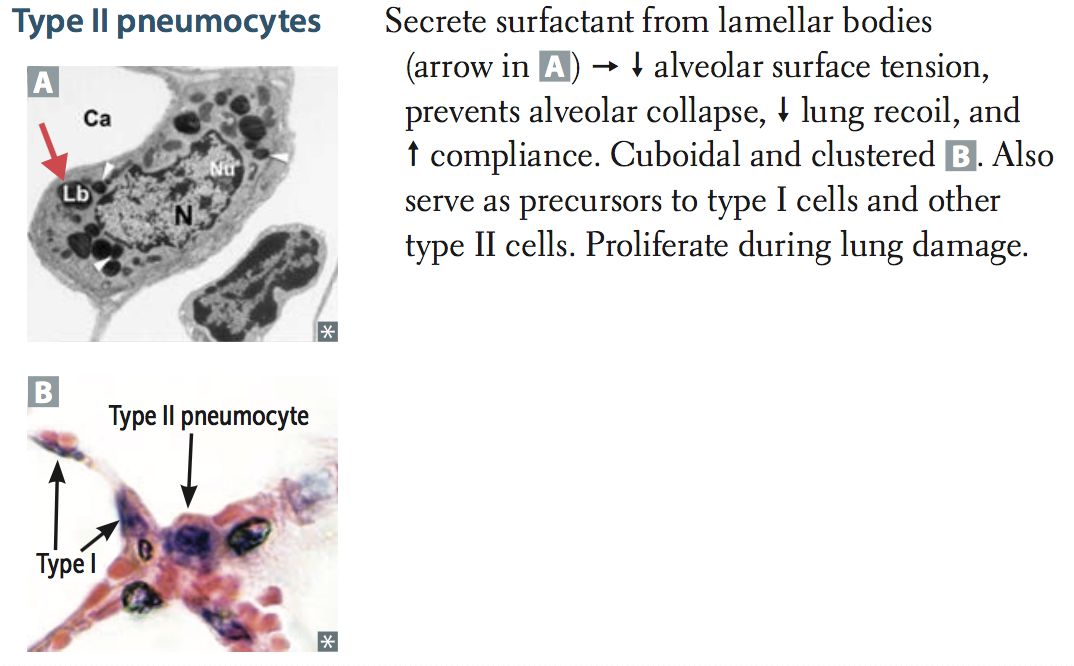 Type II pneumocytes
Secrete surfactant from lamellar bodies
(arrow in A) → ↓ alveolar surface tension,
prevents alveolar collapse, ↓ lung recoil, and
↑ compliance. Cuboidal and clustered B. Also
serve as precursors to type I cells and other
type II cells. Proliferate during lung damage.
A
Ca
Nu
Lb
N
*
B
Type II pneumocyte
Type I
*